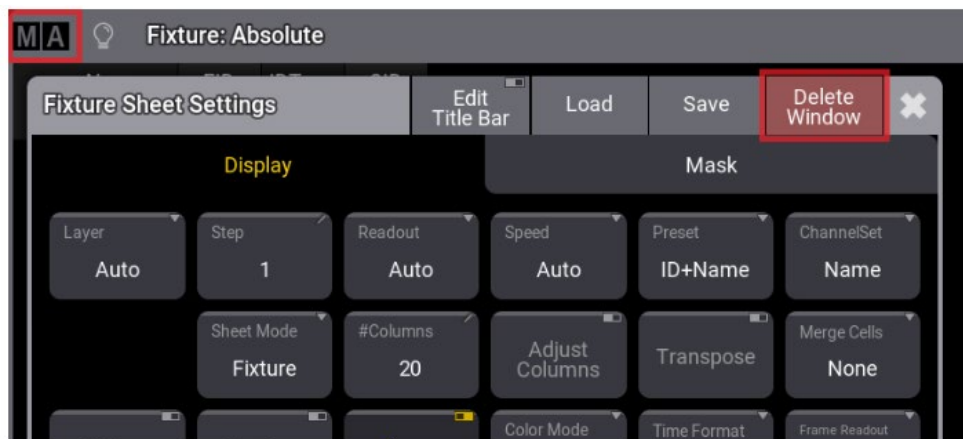 MA Fixture: Absolute
Fixture Sheet Settings
Edit
Title Bar
Load
Save
Delete
Window
Display
Mask
Layer
Auto
Step
1
Readout
Auto
Speed
Auto
Preset
ID+Name
ChannelSet
Name
Sheet Mode
Fixture
#Columns
20
Adjust
Columns
Transpose
Merge Cells
None
Color Mode
Time Format
Frame Readout